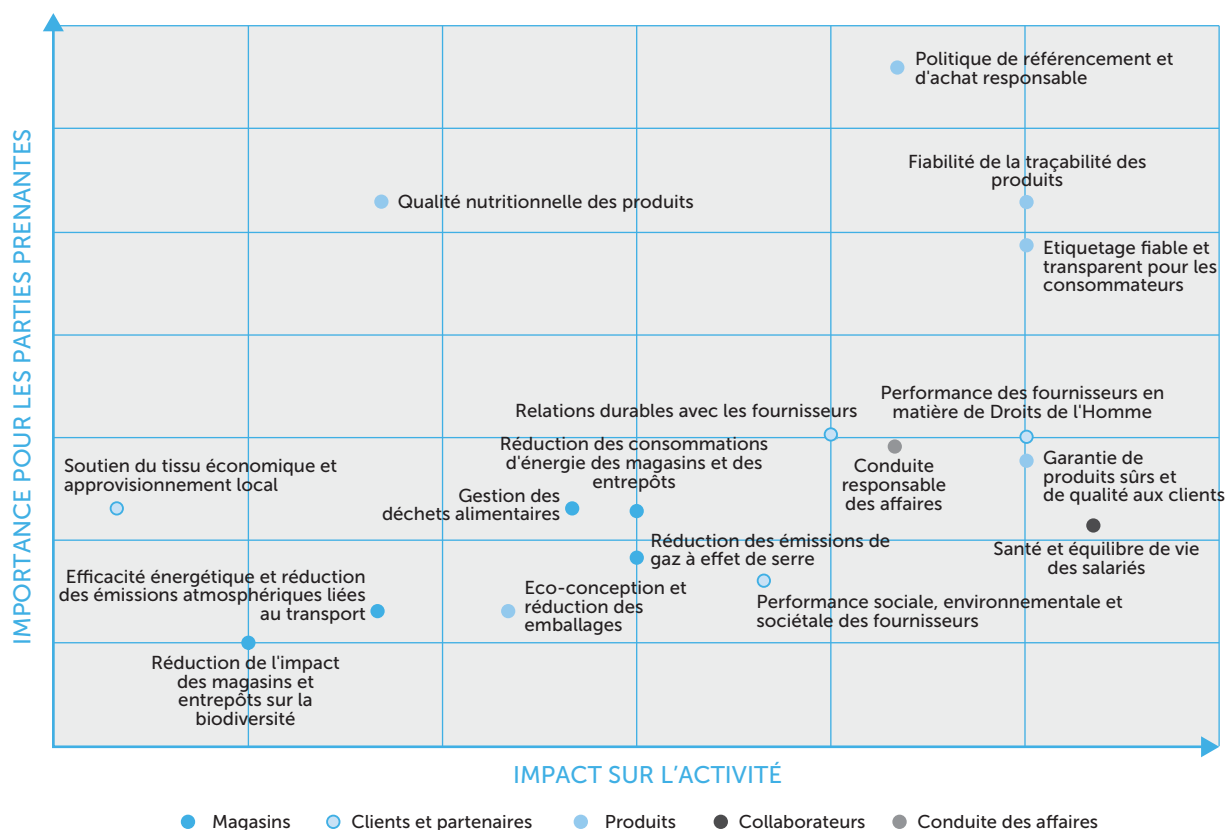 IMPORTANCE POUR LES PARTIES PRENANTES
Politique de référencement et
d'achat responsable
Fiabilité de la traçabilité des
produits
Qualité nutritionnelle des produits
Etiquetage fiable et
transparent pour les
consommateurs
Performance des fournisseurs en
matière de Droits de l'Homme
Relations durables avec les fournisseurs
Réduction des consommations
d'énergie des magasins et des
entrepôts
Soutien du tissu économique et
approvisionnement local
Conduite
responsable
des affaires
Garantie de
produits sûrs et
de qualité aux clients
Gestion des
déchets alimentaires
Réduction des émissions de
gaz à effet de serre
Santé et équilibre de vie
des salariés
Efficacité énergétique et réduction
des émissions atmosphériques liées
au transport
Eco-conception et
réduction des
emballages
Performance sociale, environnementale et
sociétale des fournisseurs
Réduction de l'impact
des magasins et
entrepôts sur la
biodiversité
IMPACT SUR L'ACTIVITÉ
Magasins
Clients et partenaires
Produits
Collaborateurs
Conduite des affaires